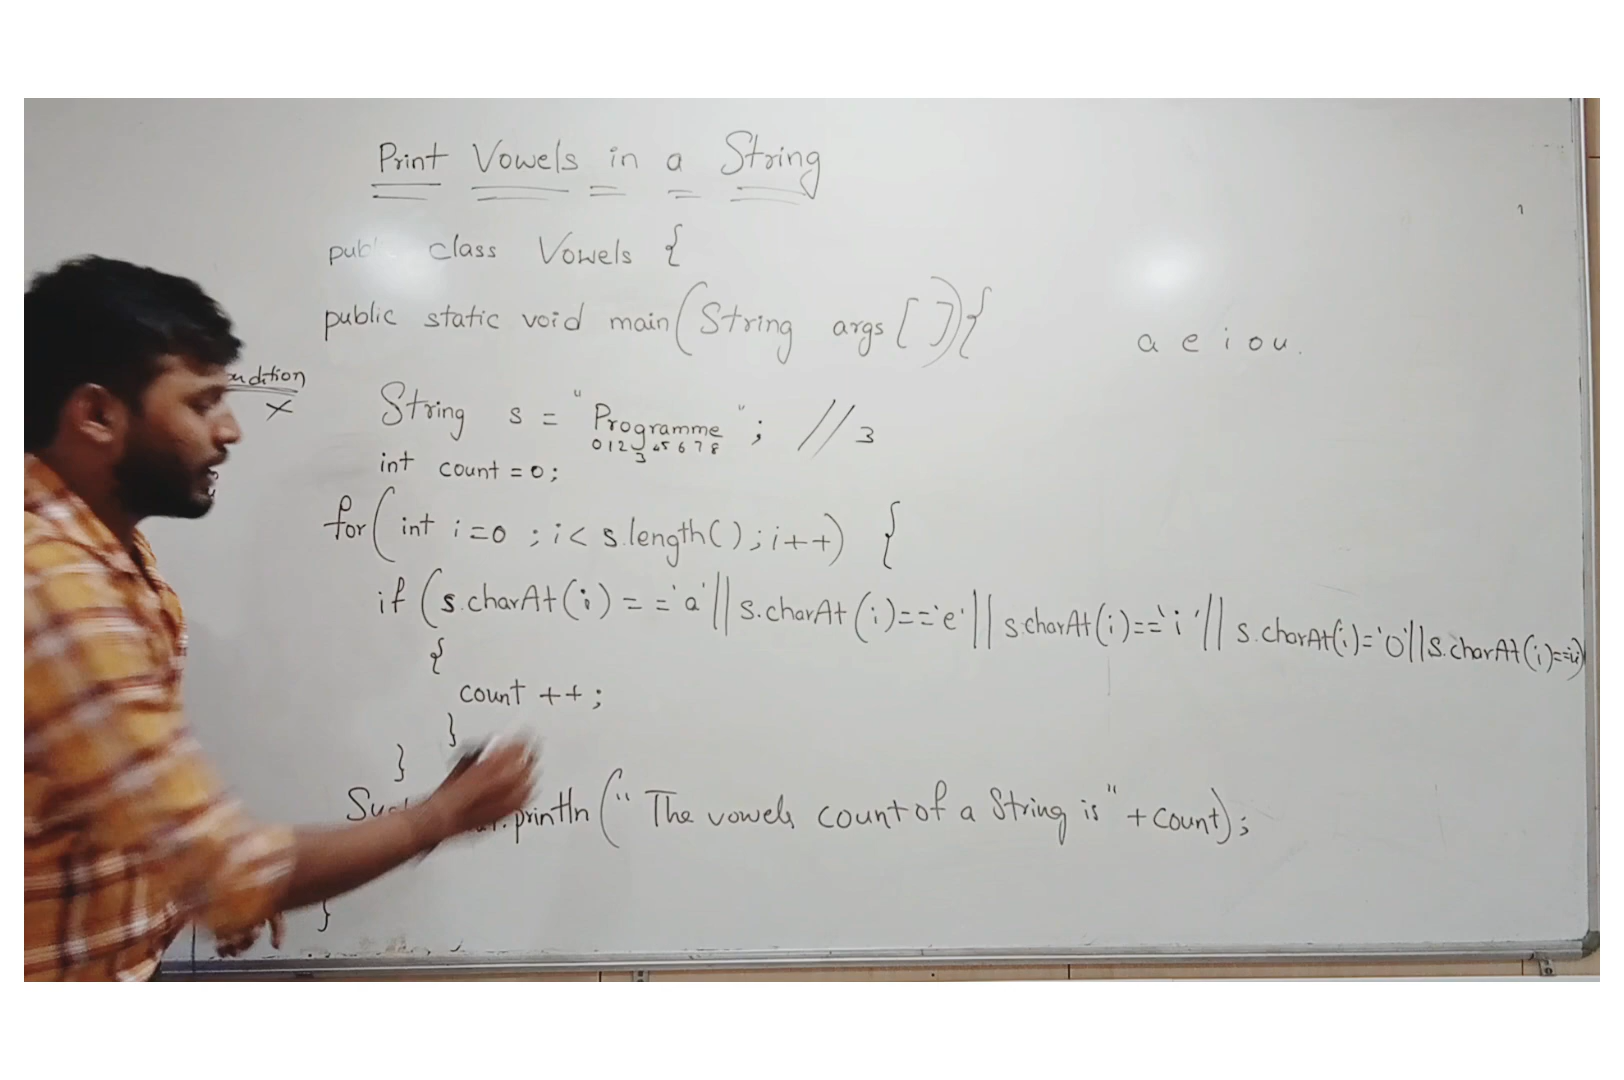 Print Vowels in a String
class Vowels {
public static void main(String args []){
a e i o u.
X
String s = "Programme"; // 3
0 1 2 3 4 5 6 7 8
int count = 0;
for(int i=0 ; i< s.length() ; i++) {
if (s.charAt(i) == 'a' || s.charAt(i)=='e' || s.charAt(i)=='i' || s.charAt(i)='o' || s.charAt(i)=='u')
{
count ++ ;
}
}
println("The vowels count of a String is" + count);
}